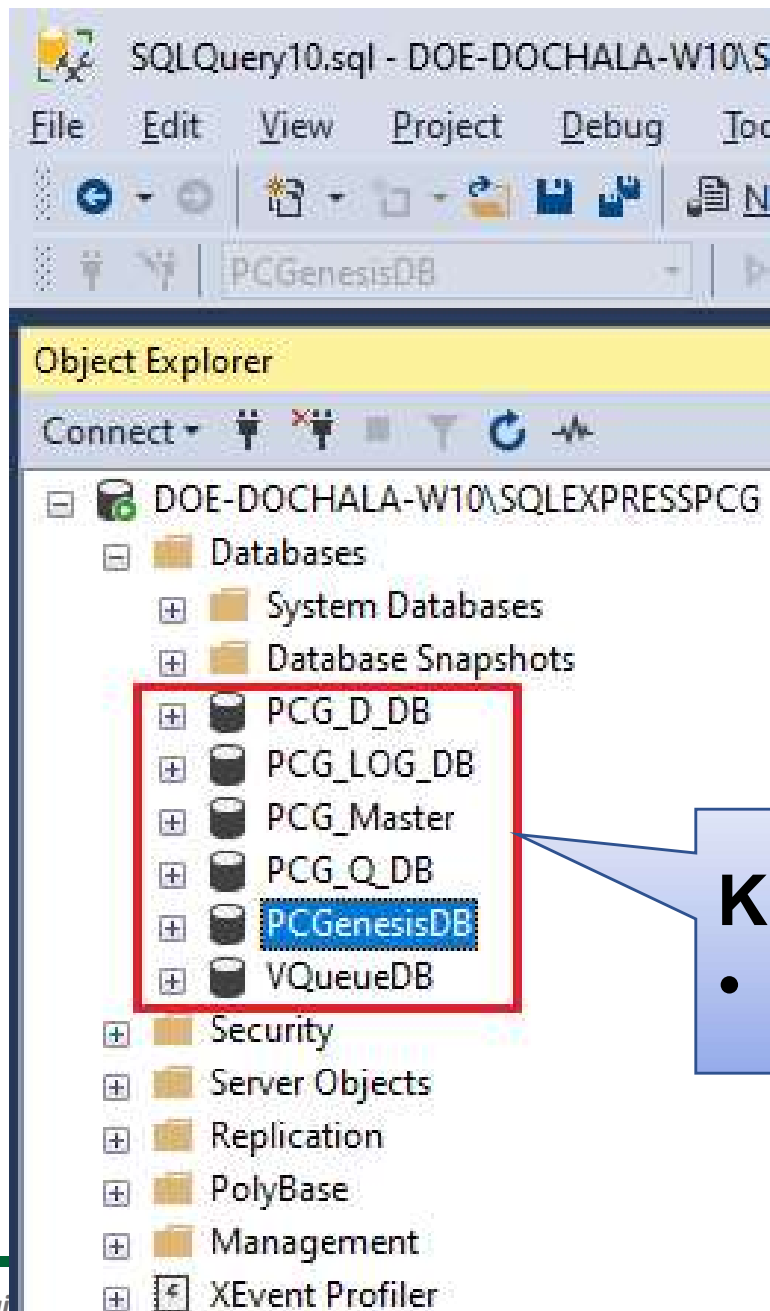 SQLQuery10.sql - DOE-DOCHALA-W10\S
File Edit View Project Debug Too
N
PCGenesisDB
Object Explorer
Connect
DOE-DOCHALA-W10\SQLEXPRESSPCG
Databases
System Databases
Database Snapshots
PCG_D_DB
PCG_LOG_DB
PCG_Master
PCG_Q_DB
PCGenesisDB
VQueueDB
K
•
Security
Server Objects
Replication
PolyBase
Management
XEvent Profiler